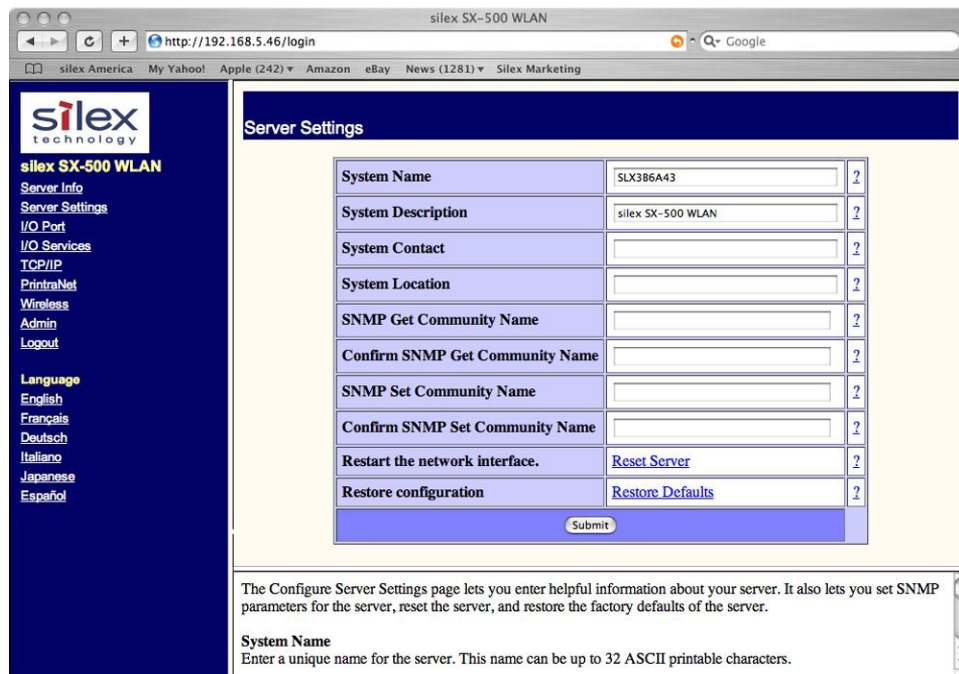 silex SX-500 WLAN
http://192.168.5.46/login
Google
silex America My Yahoo! Apple (242) Amazon eBay News (1281) Silex Marketing
silex
technology
silex SX-500 WLAN
Server Info
Server Settings
I/O Port
I/O Services
TCP/IP
PrintraNet
Wireless
Admin
Logout
Language
English
Français
Deutsch
Italiano
Japanese
Español
Server Settings
System Name SLX3B6A43 ?
System Description silex SX-500 WLAN ?
System Contact ?
System Location ?
SNMP Get Community Name ?
Confirm SNMP Get Community Name ?
SNMP Set Community Name ?
Confirm SNMP Set Community Name ?
Restart the network interface. Reset Server ?
Restore configuration Restore Defaults ?
Submit
The Configure Server Settings page lets you enter helpful information about your server. It also lets you set SNMP
parameters for the server, reset the server, and restore the factory defaults of the server.
System Name
Enter a unique name for the server. This name can be up to 32 ASCII printable characters.